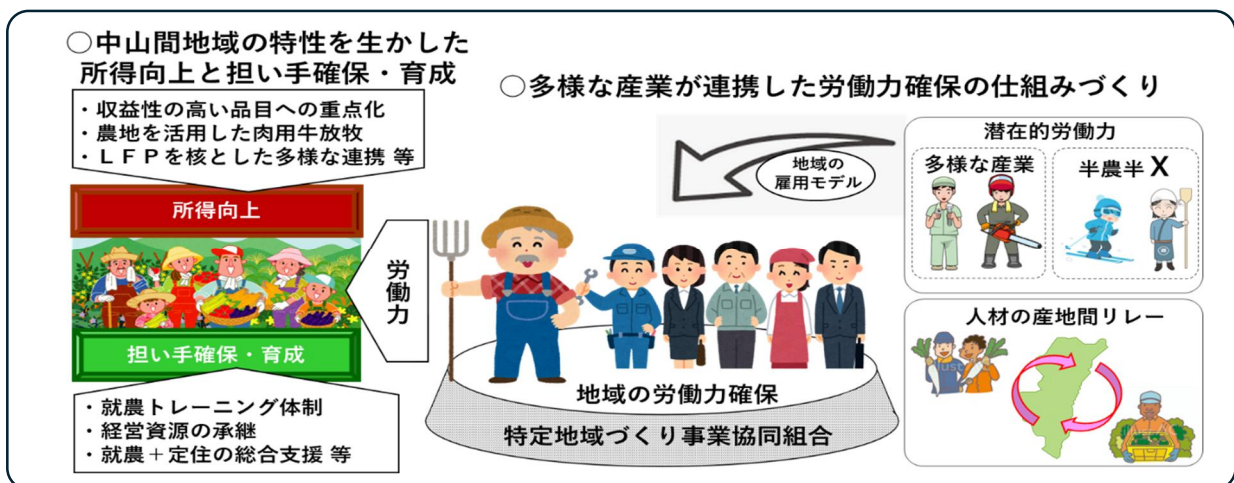 ○中山間地域の特性を生かした
所得向上と担い手確保・育成
・収益性の高い品目への重点化
・農地を活用した肉用牛放牧
・ＬＦＰを核とした多様な連携 等
所得向上
担い手確保・育成
・就農トレーニング体制
・経営資源の承継
・就農＋定住の総合支援 等
労働力
○多様な産業が連携した労働力確保の仕組みづくり
地域の
雇用モデル
地域の労働力確保
特定地域づくり事業協同組合
潜在的労働力
多様な産業
半農半 X
人材の産地間リレー